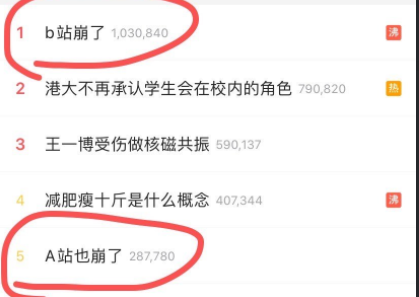 1 b站崩了 1,030,840 沸
2 港大不再承认学生会在校内的角色 790,820 热
3 王一博受伤做核磁共振 590,137
4 减肥瘦十斤是什么概念 407,344 沸
5 A站也崩了 287,780